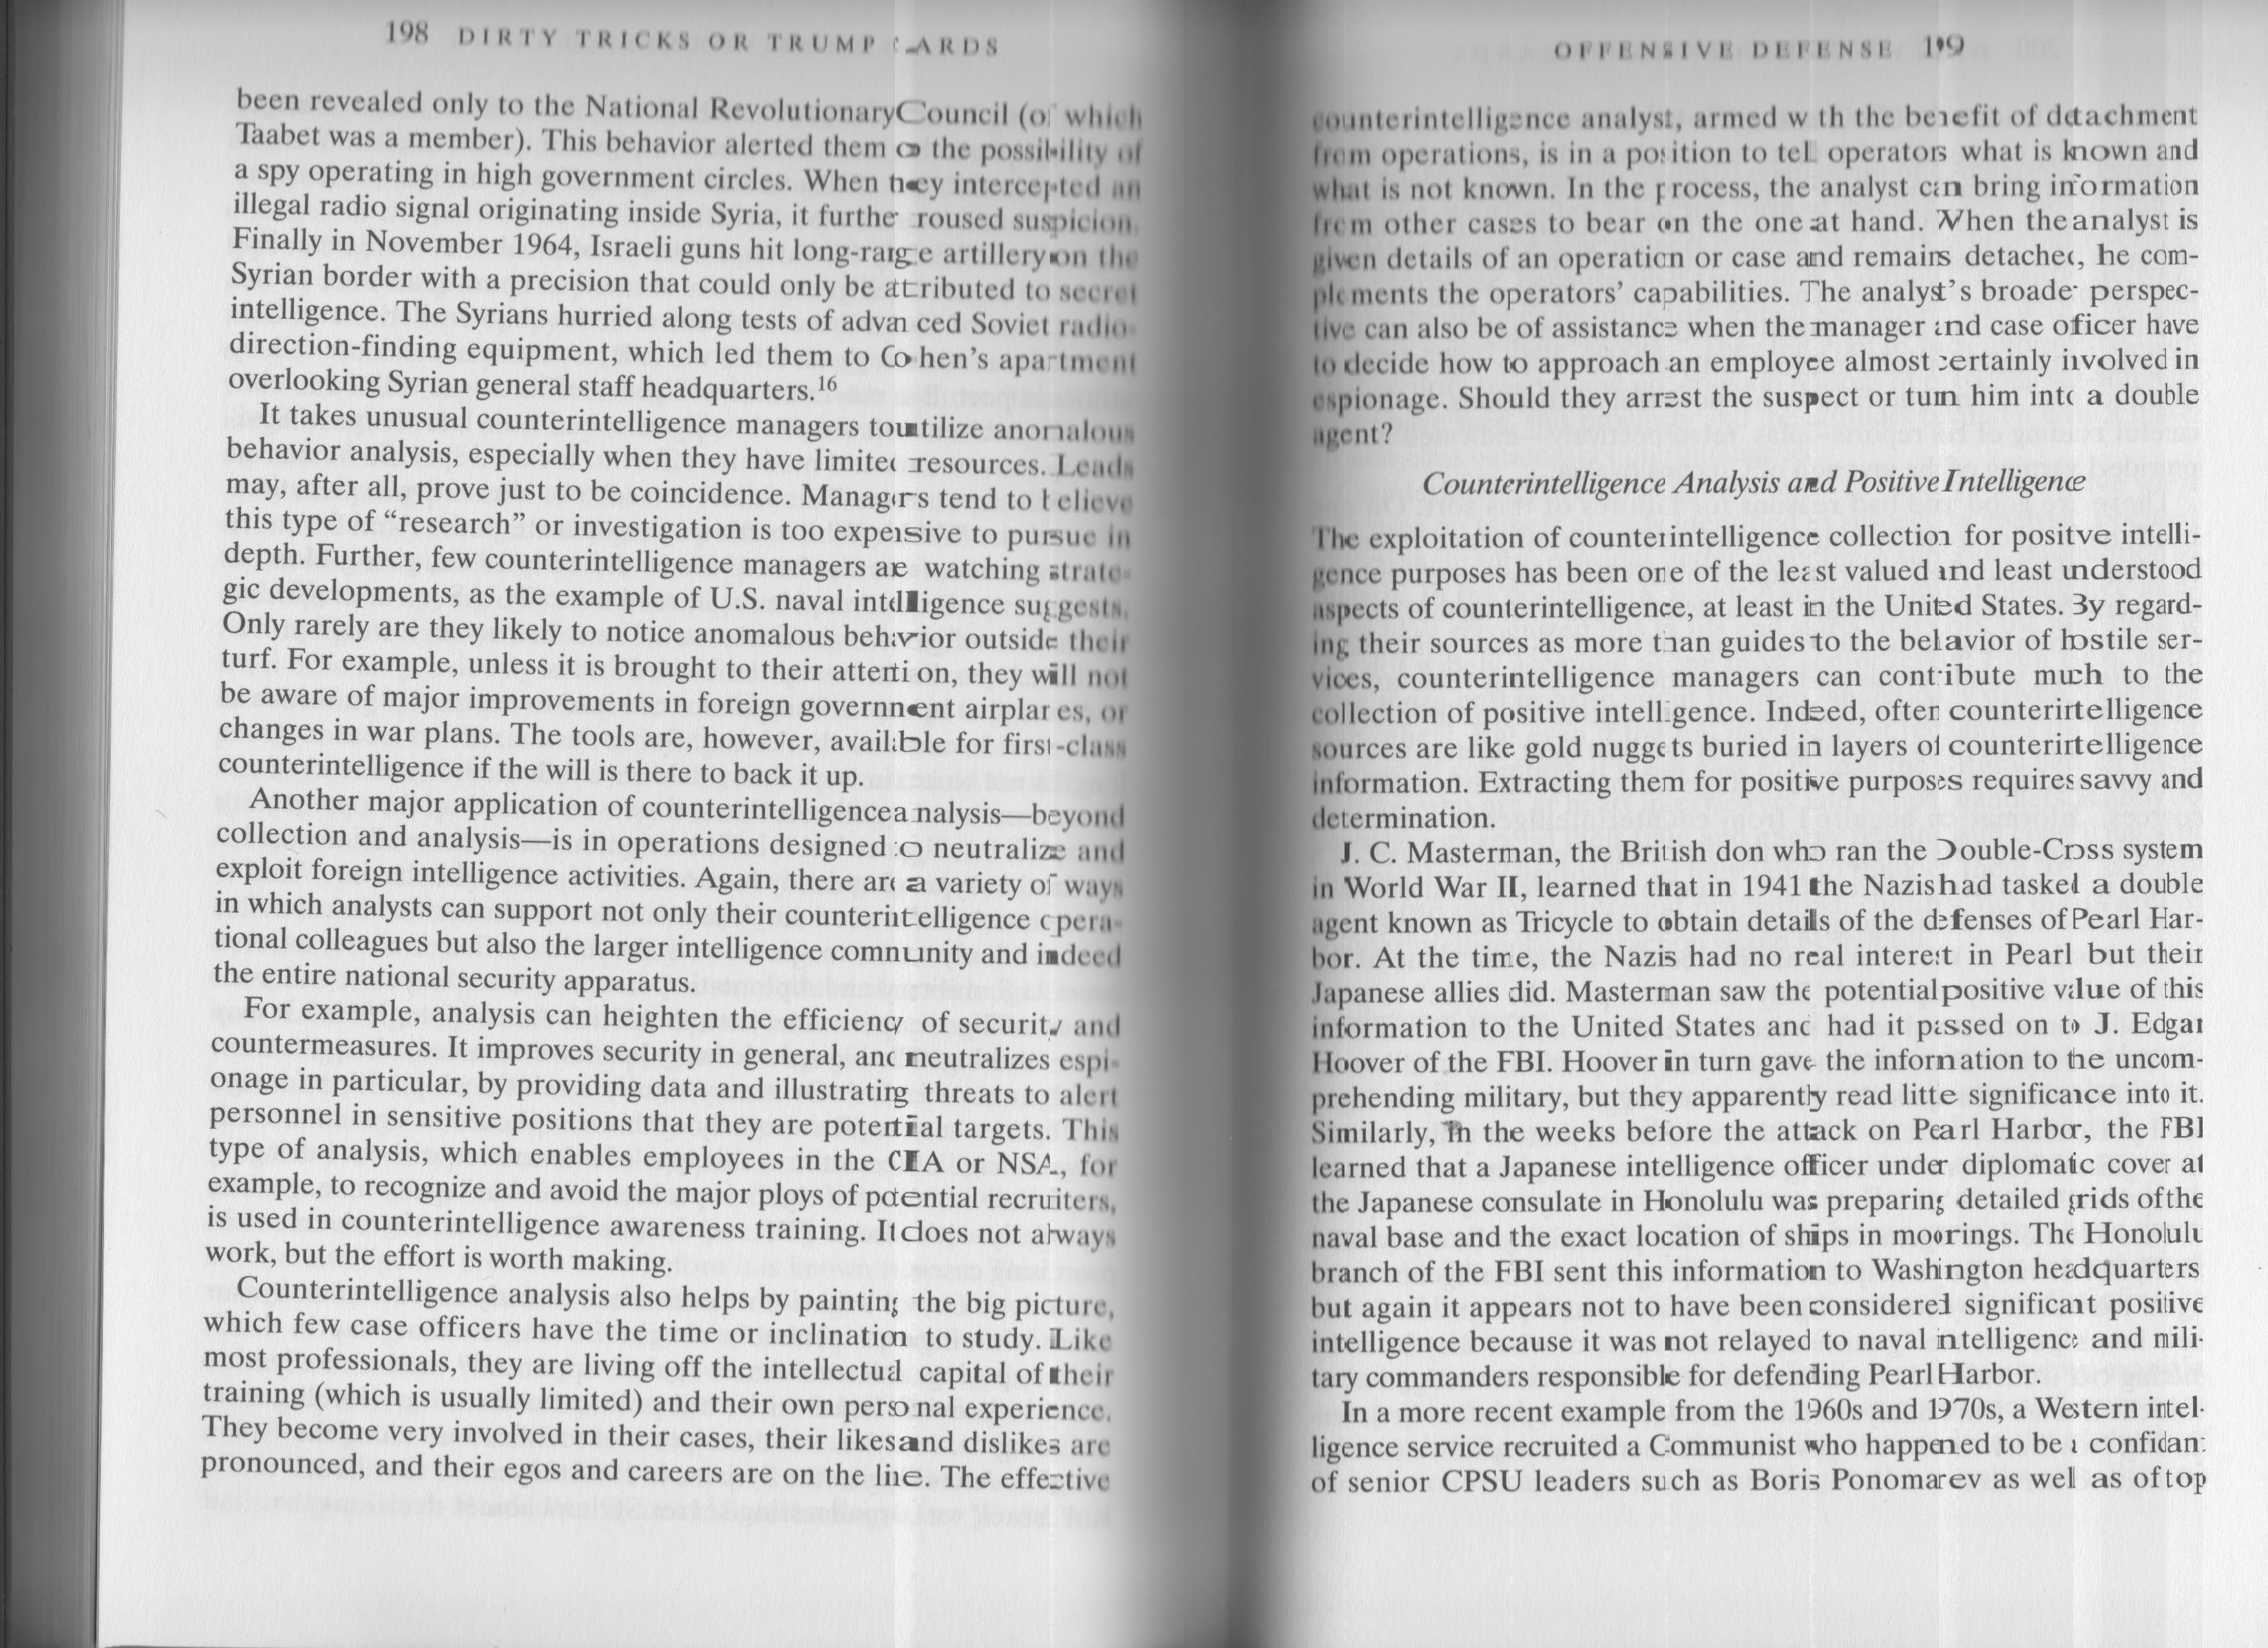 198 DIRTY TRICKS OR TRUMP CARDS
been revealed only to the National Revolutionary Council (of which
Taabet was a member). This behavior alerted them to the possibility of
a spy operating in high government circles. When they intercepted an
illegal radio signal originating inside Syria, it further roused suspicion.
Finally in November 1964, Israeli guns hit long-range artillery on the
Syrian border with a precision that could only be attributed to secret
intelligence. The Syrians hurried along tests of advanced Soviet radio-
direction-finding equipment, which led them to Cohen's apartment
overlooking Syrian general staff headquarters.16
It takes unusual counterintelligence managers to utilize anomalous
behavior analysis, especially when they have limited resources. Leads
may, after all, prove just to be coincidence. Managers tend to believe
this type of “research” or investigation is too expensive to pursue in
depth. Further, few counterintelligence managers are watching strate-
gic developments, as the example of U.S. naval intelligence suggests.
Only rarely are they likely to notice anomalous behavior outside their
turf. For example, unless it is brought to their attention, they will not
be aware of major improvements in foreign government airplanes, or
changes in war plans. The tools are, however, available for first-class
counterintelligence if the will is there to back it up.
Another major application of counterintelligence analysis—beyond
collection and analysis—is in operations designed to neutralize and
exploit foreign intelligence activities. Again, there are a variety of ways
in which analysts can support not only their counterintelligence opera-
tional colleagues but also the larger intelligence community and indeed
the entire national security apparatus.
For example, analysis can heighten the efficiency of security and
countermeasures. It improves security in general, and neutralizes espi-
onage in particular, by providing data and illustrating threats to alert
personnel in sensitive positions that they are potential targets. This
type of analysis, which enables employees in the CIA or NSA, for
example, to recognize and avoid the major ploys of potential recruiters,
is used in counterintelligence awareness training. It does not always
work, but the effort is worth making.
Counterintelligence analysis also helps by painting the big picture,
which few case officers have the time or inclination to study. Like
most professionals, they are living off the intellectual capital of their
training (which is usually limited) and their own personal experience.
They become very involved in their cases, their likes and dislikes are
pronounced, and their egos and careers are on the line. The effective
OFFENSIVE DEFENSE 199
counterintelligence analyst, armed with the benefit of detachment
from operations, is in a position to tell operators what is known and
what is not known. In the process, the analyst can bring information
from other cases to bear on the one at hand. When the analyst is
given details of an operation or case and remains detached, he com-
plements the operators' capabilities. The analyst's broader perspec-
tive can also be of assistance when the manager and case officer have
to decide how to approach an employee almost certainly involved in
espionage. Should they arrest the suspect or turn him into a double
agent?
Counterintelligence Analysis and Positive Intelligence
The exploitation of counterintelligence collection for positive intelli-
gence purposes has been one of the least valued and least understood
aspects of counterintelligence, at least in the United States. By regard-
ing their sources as more than guides to the behavior of hostile ser-
vices, counterintelligence managers can contribute much to the
collection of positive intelligence. Indeed, often counterintelligence
sources are like gold nuggets buried in layers of counterintelligence
information. Extracting them for positive purposes requires savvy and
determination.
J. C. Masterman, the British don who ran the Double-Cross system
in World War II, learned that in 1941 the Nazis had tasked a double
agent known as Tricycle to obtain details of the defenses of Pearl Har-
bor. At the time, the Nazis had no real interest in Pearl but their
Japanese allies did. Masterman saw the potential positive value of this
information to the United States and had it passed on to J. Edgar
Hoover of the FBI. Hoover in turn gave the information to the uncom-
prehending military, but they apparently read little significance into it.
Similarly, in the weeks before the attack on Pearl Harbor, the FBI
learned that a Japanese intelligence officer under diplomatic cover at
the Japanese consulate in Honolulu was preparing detailed grids of the
naval base and the exact location of ships in moorings. The Honolulu
branch of the FBI sent this information to Washington headquarters
but again it appears not to have been considered significant positive
intelligence because it was not relayed to naval intelligence and mili-
tary commanders responsible for defending Pearl Harbor.
In a more recent example from the 1960s and 1970s, a Western intel-
ligence service recruited a Communist who happened to be a confidant
of senior CPSU leaders such as Boris Ponomarev as well as of top